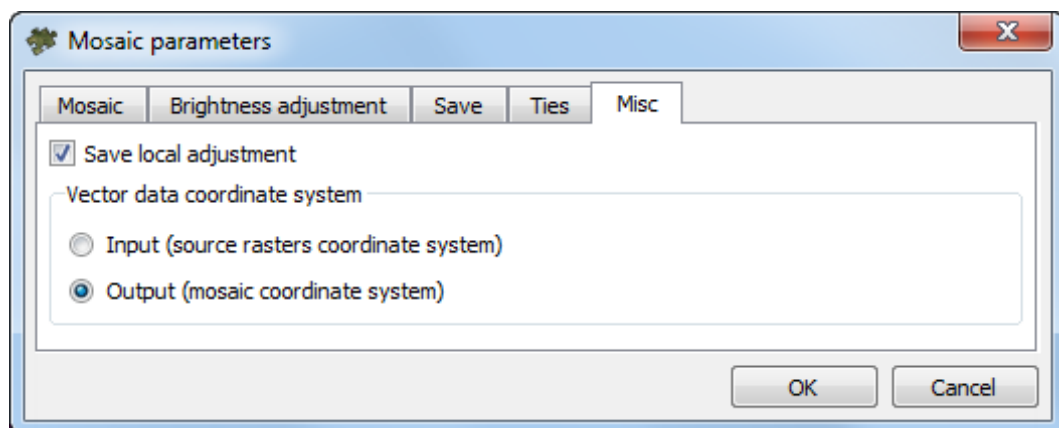 Mosaic parameters
Mosaic Brightness adjustment Save Ties Misc
Save local adjustment
Vector data coordinate system
Input (source rasters coordinate system)
Output (mosaic coordinate system)
OK Cancel